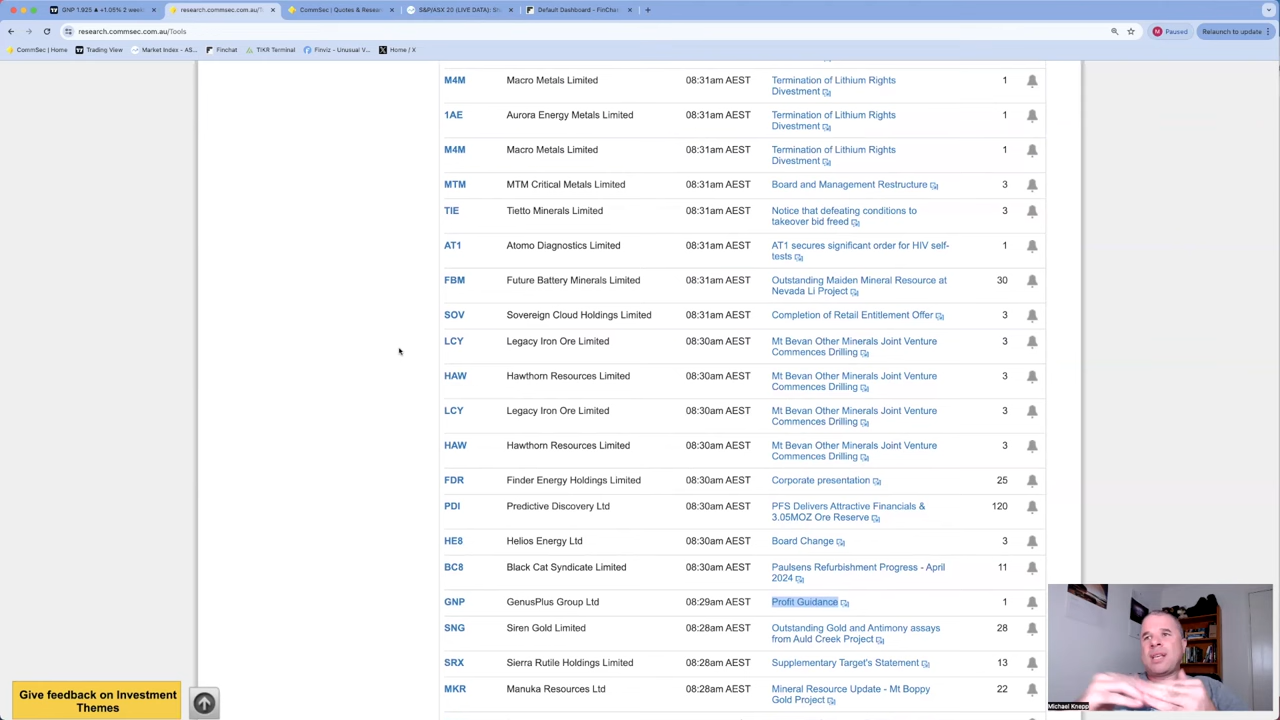 GNP 1.925 ▲ +1.05% 2 week
research.commsec.com.au/To
CommSec | Quotes & Resear
S&P/ASX 20 (LIVE DATA): St
Default Dashboard - FinChat
research.commsec.com.au/Tools
Paused
Relaunch to update
CommSec | Home
Trading View
Market Index - AS...
Finchat
TIKR Terminal
Finviz - Unusual V...
Home / X
M4M Macro Metals Limited 08:31am AEST Termination of Lithium Rights 1
Divestment
1AE Aurora Energy Metals Limited 08:31am AEST Termination of Lithium Rights 1
Divestment
M4M Macro Metals Limited 08:31am AEST Termination of Lithium Rights 1
Divestment
MTM MTM Critical Metals Limited 08:31am AEST Board and Management Restructure 3
TIE Tietto Minerals Limited 08:31am AEST Notice that defeating conditions to 3
takeover bid freed
AT1 Atomo Diagnostics Limited 08:31am AEST AT1 secures significant order for HIV self- 1
tests
FBM Future Battery Minerals Limited 08:31am AEST Outstanding Maiden Mineral Resource at 30
Nevada Li Project
SOV Sovereign Cloud Holdings Limited 08:31am AEST Completion of Retail Entitlement Offer 3
LCY Legacy Iron Ore Limited 08:30am AEST Mt Bevan Other Minerals Joint Venture 3
Commences Drilling
HAW Hawthorn Resources Limited 08:30am AEST Mt Bevan Other Minerals Joint Venture 3
Commences Drilling
LCY Legacy Iron Ore Limited 08:30am AEST Mt Bevan Other Minerals Joint Venture 3
Commences Drilling
HAW Hawthorn Resources Limited 08:30am AEST Mt Bevan Other Minerals Joint Venture 3
Commences Drilling
FDR Finder Energy Holdings Limited 08:30am AEST Corporate presentation 25
PDI Predictive Discovery Ltd 08:30am AEST PFS Delivers Attractive Financials & 120
3.05MOZ Ore Reserve
HE8 Helios Energy Ltd 08:30am AEST Board Change 3
BC8 Black Cat Syndicate Limited 08:30am AEST Paulsens Refurbishment Progress - April 11
2024
GNP GenusPlus Group Ltd 08:29am AEST Profit Guidance 1
SNG Siren Gold Limited 08:28am AEST Outstanding Gold and Antimony assays 28
from Auld Creek Project
SRX Sierra Rutile Holdings Limited 08:28am AEST Supplementary Target's Statement 13
MKR Manuka Resources Ltd 08:28am AEST Mineral Resource Update - Mt Boppy 22
Gold Project
Give feedback on Investment
Themes
Michael Knepp